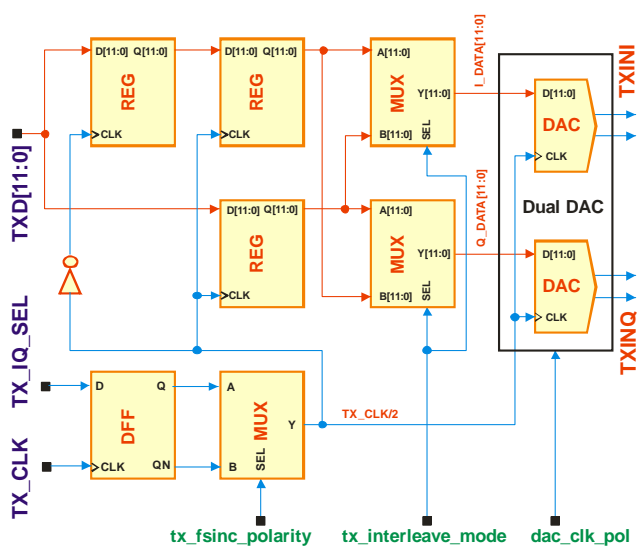 D[11:0] Q[11:0]
REG
CLK
D[11:0] Q[11:0]
REG
CLK
A[11:0]
MUX
Y[11:0]
SEL
B[11:0]
I_DATA[11:0]
D[11:0]
DAC
CLK
TXINI
TXD[11:0]
D[11:0] Q[11:0]
REG
CLK
A[11:0]
MUX
Y[11:0]
SEL
B[11:0]
Q_DATA[11:0]
Dual DAC
D[11:0]
DAC
CLK
TXINQ
TX_IQ_SEL
TX_CLK
D
Q
DFF
CLK
QN
A
MUX
Y
B
SEL
TX_CLK/2
tx_fsinc_polarity
tx_interleave_mode
dac_clk_pol